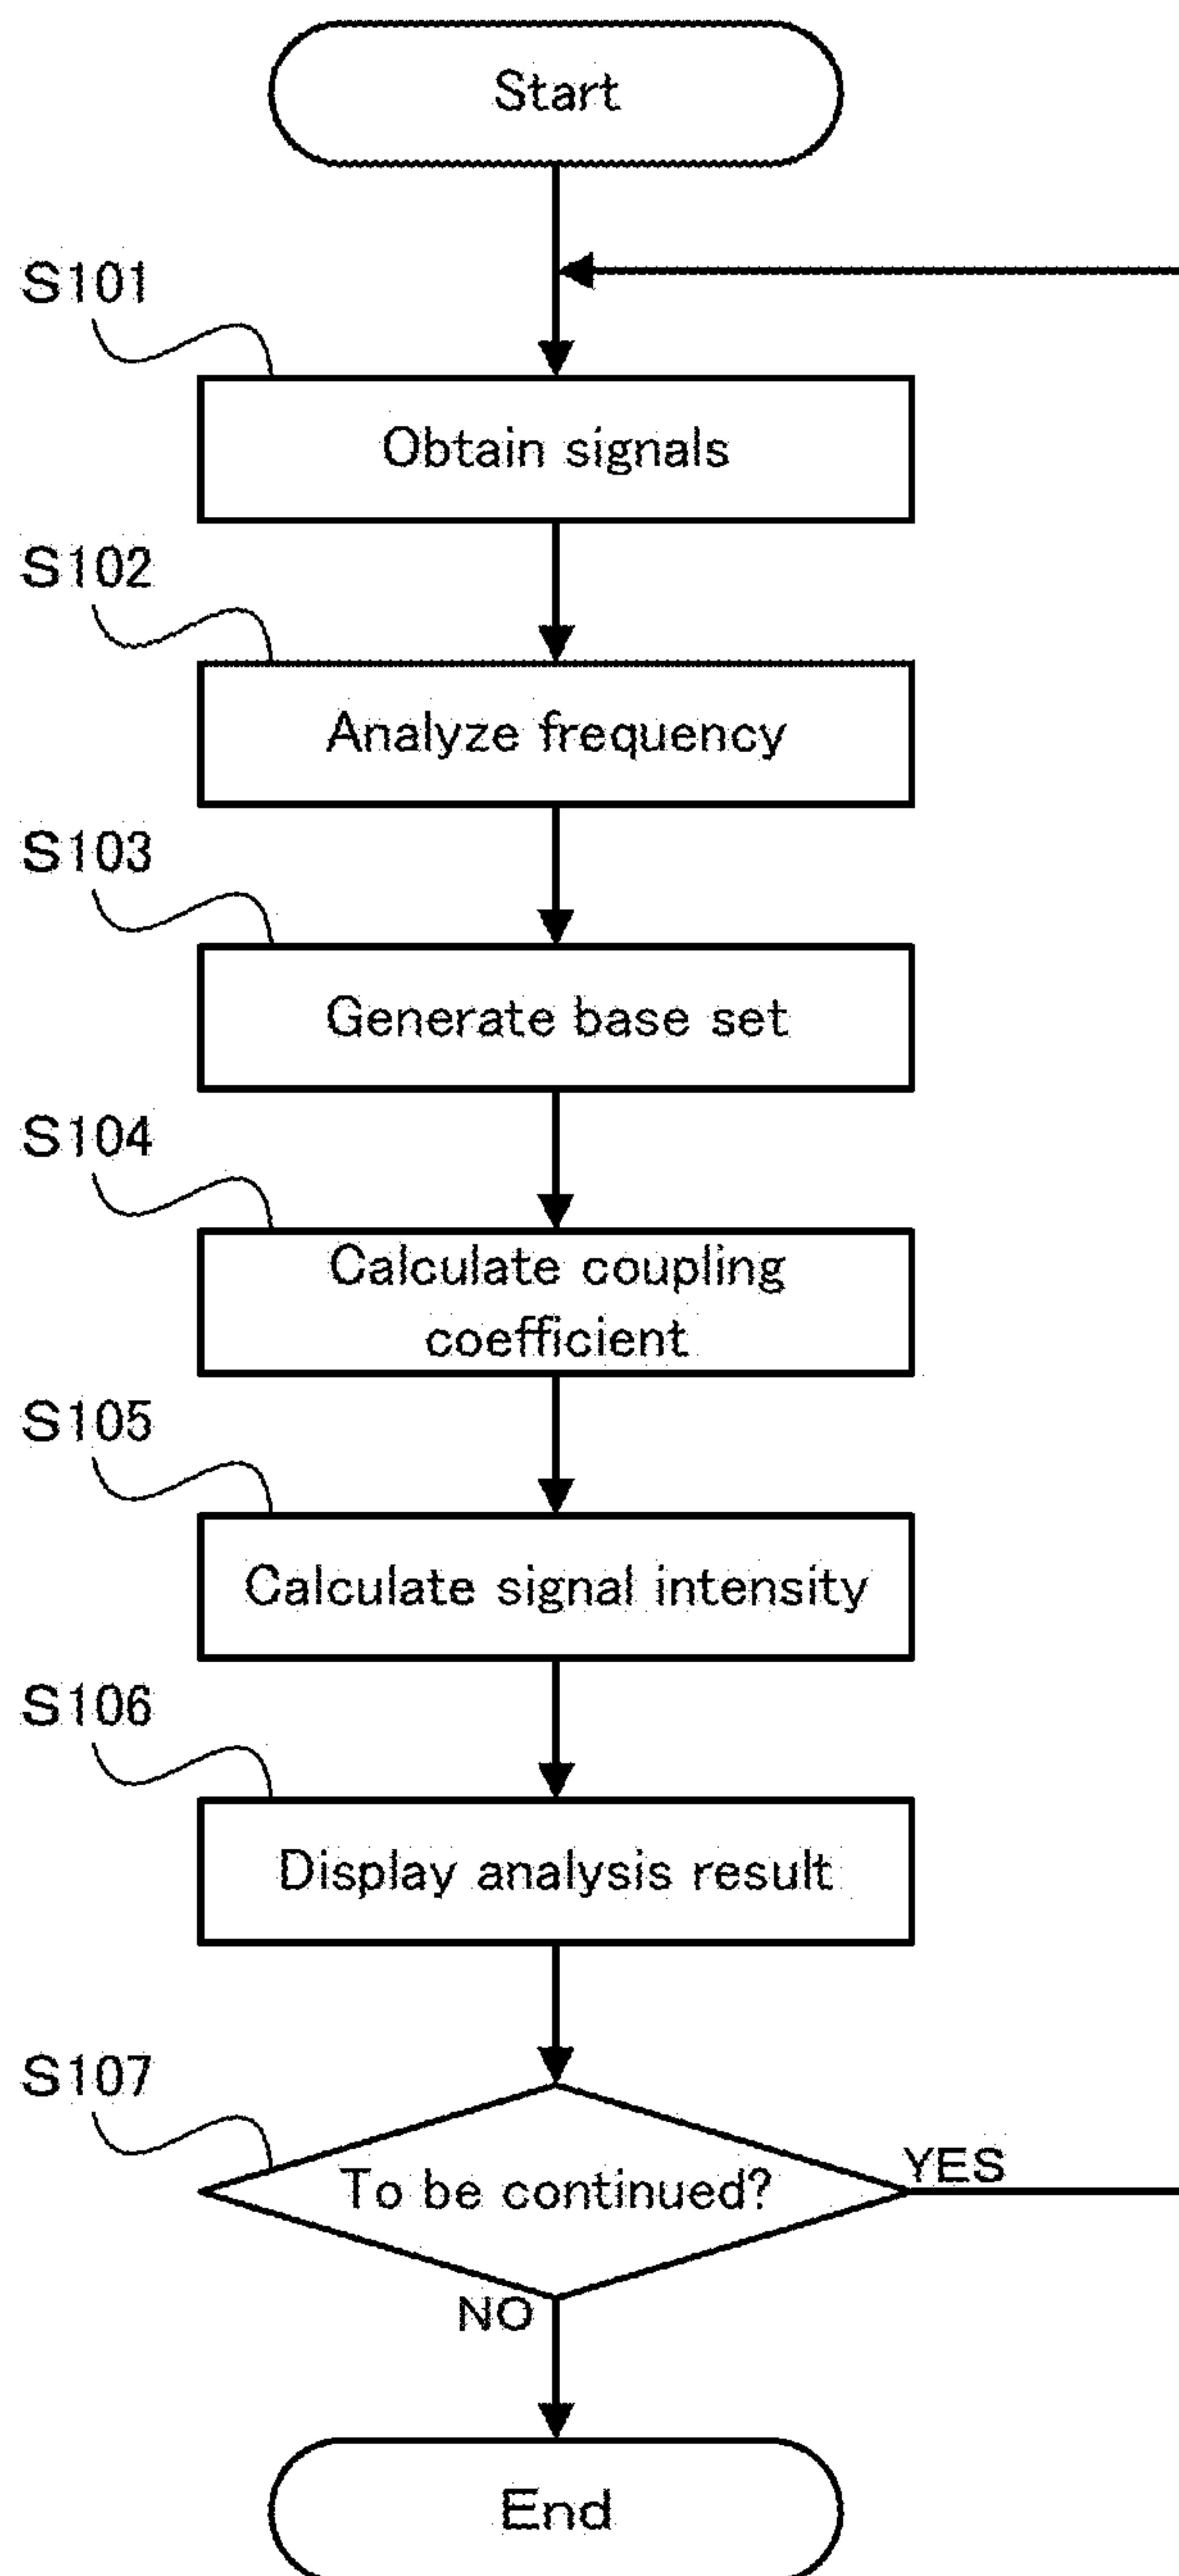 Start
S101
Obtain signals
S102
Analyze frequency
S103
Generate base set
S104
Calculate coupling
coefficient
S105
Calculate signal intensity
S106
Display analysis result
S107
To be continued?
YES
NO
End